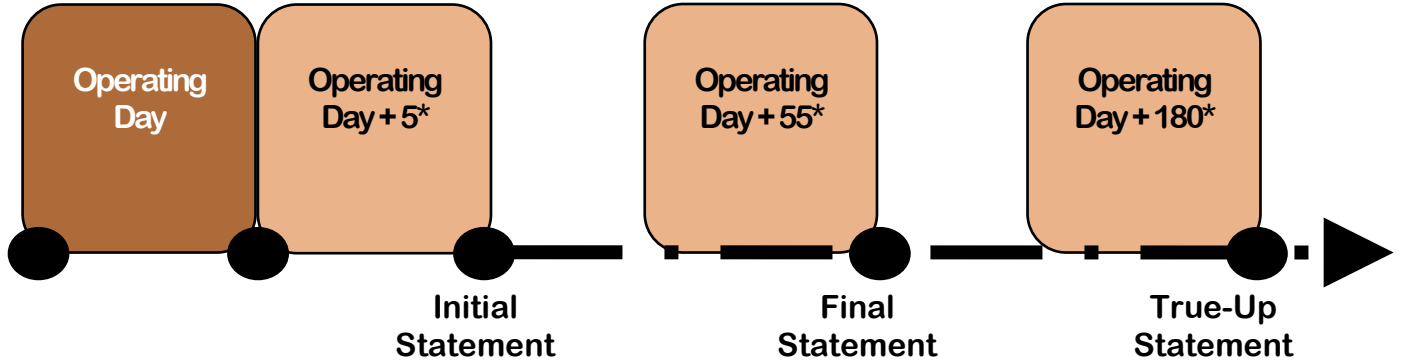 Operating
Day
Operating
Day + 5*
Operating
Day + 55*
Operating
Day + 180*
Initial
Statement
Final
Statement
True-Up
Statement